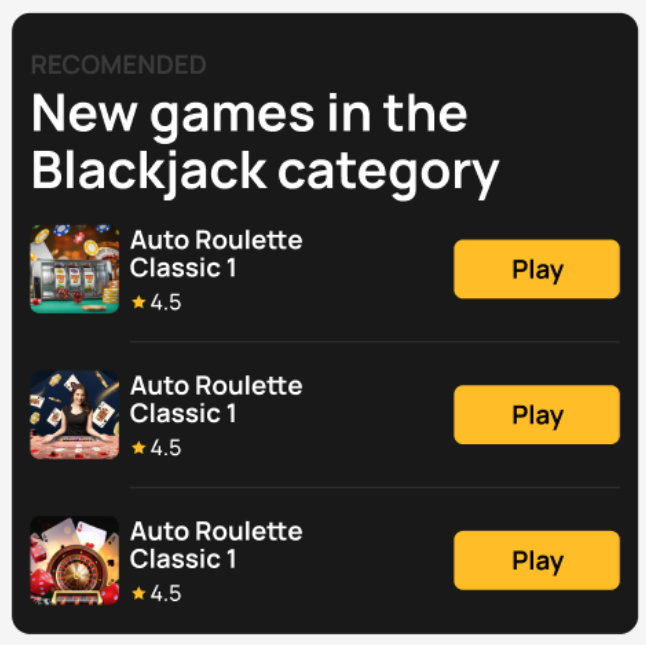 RECOMENDED
New games in the
Blackjack category
Auto Roulette
Classic 1
4.5
Play
Auto Roulette
Classic 1
4.5
Play
Auto Roulette
Classic 1
4.5
Play